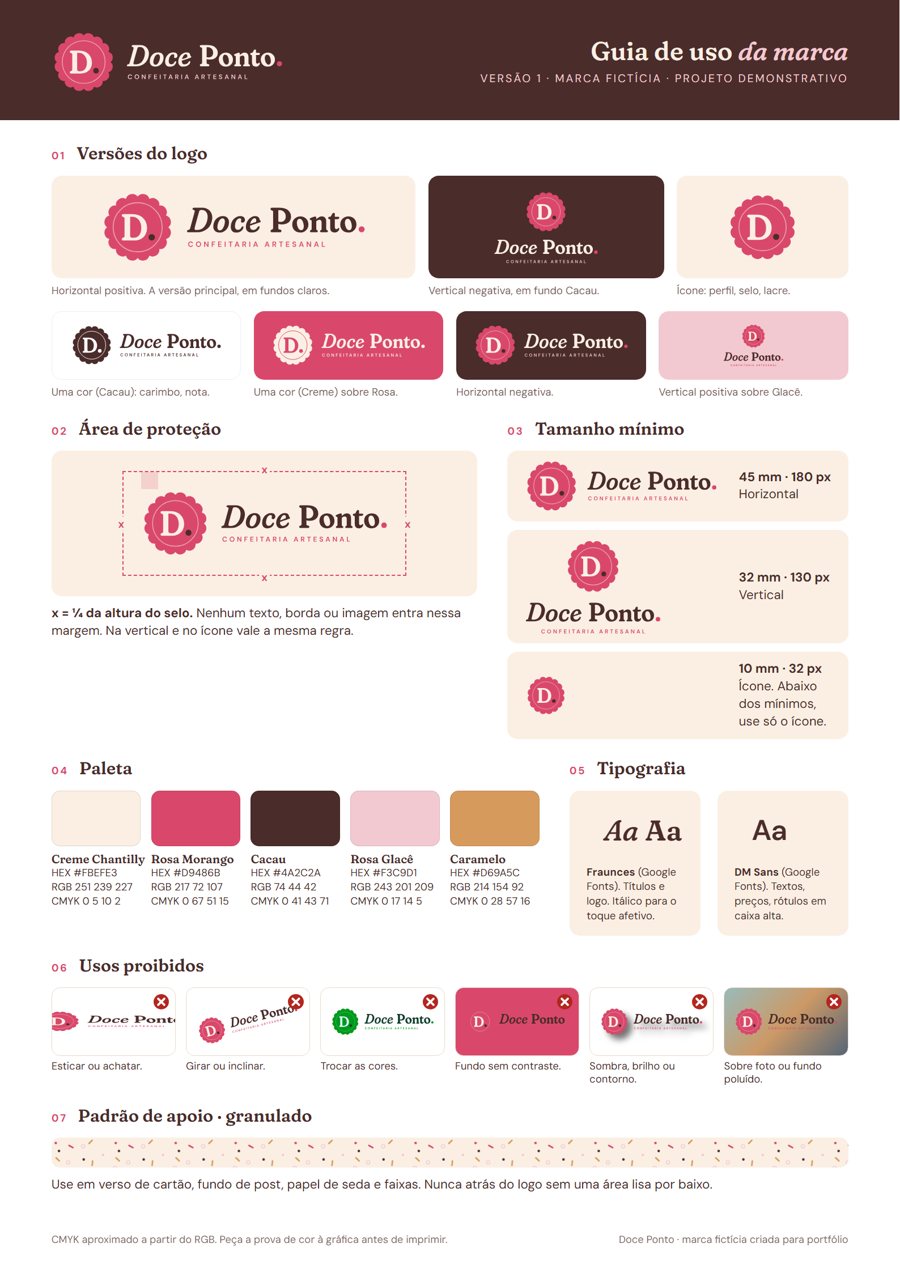 D.
Doce Ponto.
CONFEITARIA ARTESANAL
Guia de uso da marca
VERSÃO 1 · MARCA FICTÍCIA · PROJETO DEMONSTRATIVO
01 Versões do logo
D.
Doce Ponto.
CONFEITARIA ARTESANAL
D.
Doce Ponto.
CONFEITARIA ARTESANAL
D.
Horizontal positiva. A versão principal, em fundos claros.
Vertical negativa, em fundo Cacau.
Ícone: perfil, selo, lacre.
D.
Doce Ponto.
CONFEITARIA ARTESANAL
D.
Doce Ponto.
CONFEITARIA ARTESANAL
D.
Doce Ponto.
CONFEITARIA ARTESANAL
D.
Doce Ponto.
CONFEITARIA ARTESANAL
Uma cor (Cacau): carimbo, nota.
Uma cor (Creme) sobre Rosa.
Horizontal negativa.
Vertical positiva sobre Glacê.
02 Área de proteção
x
x
D.
Doce Ponto.
CONFEITARIA ARTESANAL
x
x
x = ¼ da altura do selo. Nenhum texto, borda ou imagem entra nessa
margem. Na vertical e no ícone vale a mesma regra.
03 Tamanho mínimo
D.
Doce Ponto.
CONFEITARIA ARTESANAL
45 mm · 180 px
Horizontal
D.
Doce Ponto.
CONFEITARIA ARTESANAL
32 mm · 130 px
Vertical
D.
10 mm · 32 px
Ícone. Abaixo
dos mínimos,
use só o ícone.
04 Paleta
Creme Chantilly
HEX #FBEFE3
RGB 251 239 227
CMYK 0 5 10 2
Rosa Morango
HEX #D9486B
RGB 217 72 107
CMYK 0 67 51 15
Cacau
HEX #4A2C2A
RGB 74 44 42
CMYK 0 41 43 71
Rosa Glacê
HEX #F3C9D1
RGB 243 201 209
CMYK 0 17 14 5
Caramelo
HEX #D69A5C
RGB 214 154 92
CMYK 0 28 57 16
05 Tipografia
Aa Aa
Fraunces (Google
Fonts). Títulos e
logo. Itálico para o
toque afetivo.
Aa
DM Sans (Google
Fonts). Textos,
preços, rótulos em
caixa alta.
06 Usos proibidos
D.
Doce Pont
D.
Doce Ponto.
D.
Doce Ponto.
CONFEITARIA ARTESANAL
D.
Doce Ponto
D.
Doce Ponto.
CONFEITARIA ARTESANAL
D.
Doce Ponto
CONFEITARIA ARTESANAL
Esticar ou achatar.
Girar ou inclinar.
Trocar as cores.
Fundo sem contraste.
Sombra, brilho ou
contorno.
Sobre foto ou fundo
poluído.
07 Padrão de apoio · granulado
Use em verso de cartão, fundo de post, papel de seda e faixas. Nunca atrás do logo sem uma área lisa por baixo.
CMYK aproximado a partir do RGB. Peça a prova de cor à gráfica antes de imprimir.
Doce Ponto · marca fictícia criada para portfólio